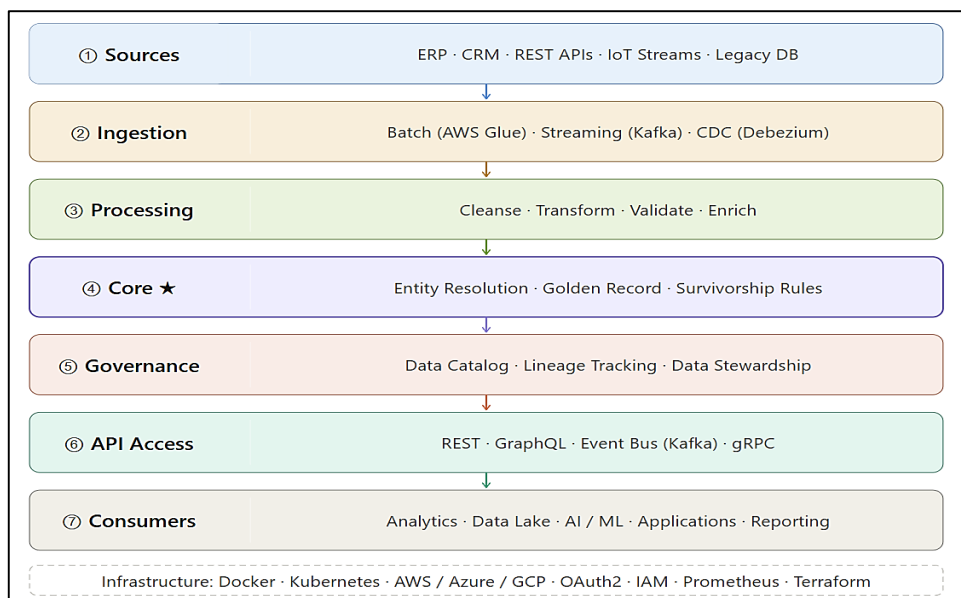 ① Sources
ERP · CRM · REST APIs · IoT Streams · Legacy DB
② Ingestion
Batch (AWS Glue) · Streaming (Kafka) · CDC (Debezium)
③ Processing
Cleanse · Transform · Validate · Enrich
④ Core ★
Entity Resolution · Golden Record · Survivorship Rules
⑤ Governance
Data Catalog · Lineage Tracking · Data Stewardship
⑥ API Access
REST · GraphQL · Event Bus (Kafka) · gRPC
⑦ Consumers
Analytics · Data Lake · AI / ML · Applications · Reporting
Infrastructure: Docker · Kubernetes · AWS / Azure / GCP · OAuth2 · IAM · Prometheus · Terraform